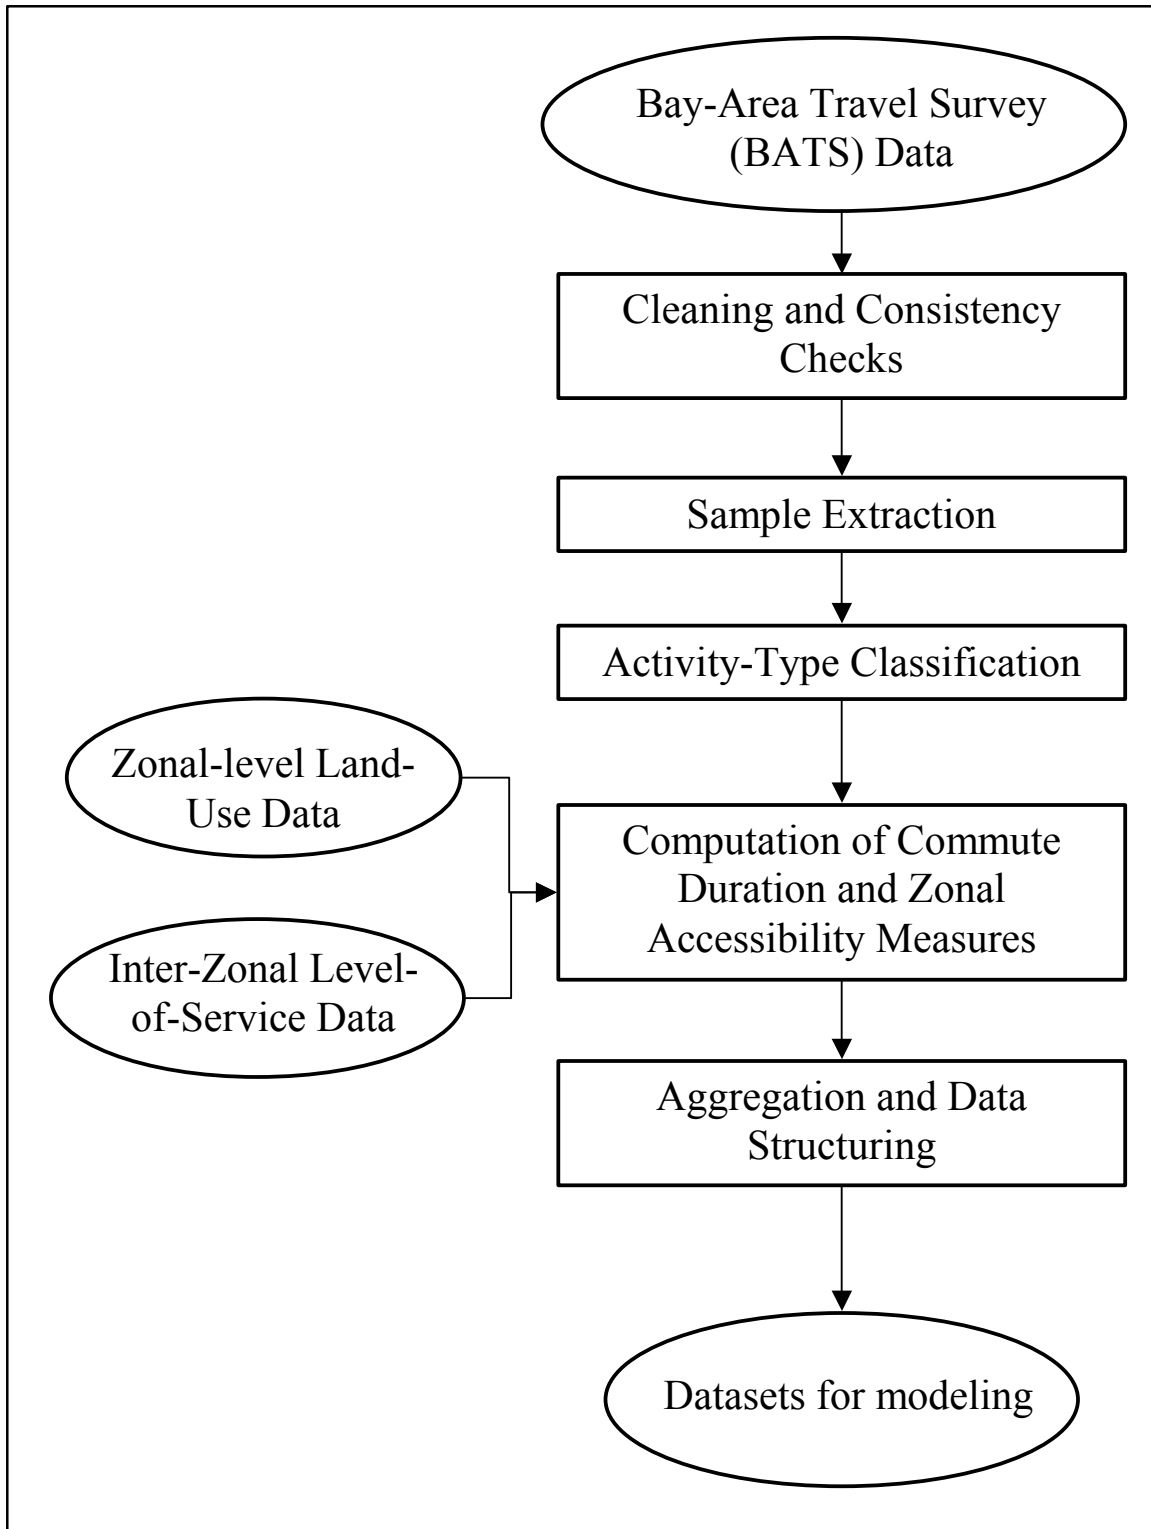 Bay-Area Travel Survey
(BATS) Data
Cleaning and Consistency
Checks
Sample Extraction
Activity-Type Classification
Zonal-level Land-
Use Data
Computation of Commute
Duration and Zonal
Accessibility Measures
Inter-Zonal Level-
of-Service Data
Aggregation and Data
Structuring
Datasets for modeling